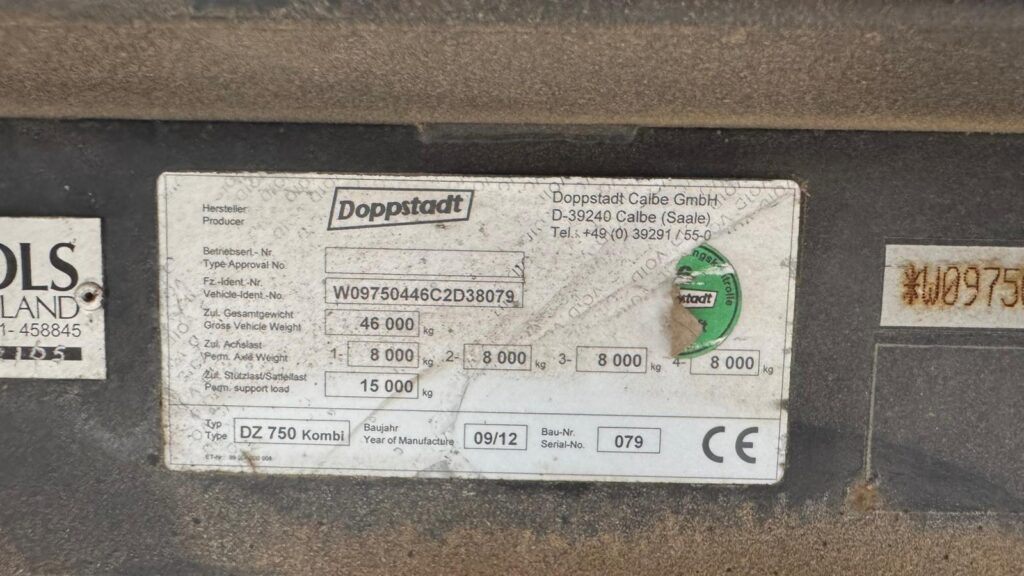 OLS
LAND
1- 458845
Hersteller
Producer
Doppstadt
Doppstadt Calbe GmbH
D-39240 Calbe (Saale)
Tel.: +49 (0) 39291 / 55-0
Betriebsert.- Nr.
Type Approval No.
Fz.-Ident.-Nr.
Vehicle-Ident.-No.
W09750446C2D38079
Zul. Gesamtgewicht
Gross Vehicle Weight
46 000 kg
Zul. Achslast
Perm. Axle Weight
1- 8 000 kg 2- 8 000 kg 3- 8 000 kg 4- 8 000 kg
Zul. Stützlast/Sattellast
Perm. support load
15 000 kg
ngskontrolle
pstadt
Typ
Type
DZ 750 Kombi
Baujahr
Year of Manufacture
09/12
Bau-Nr.
Serial-No.
079
CE
*W0975